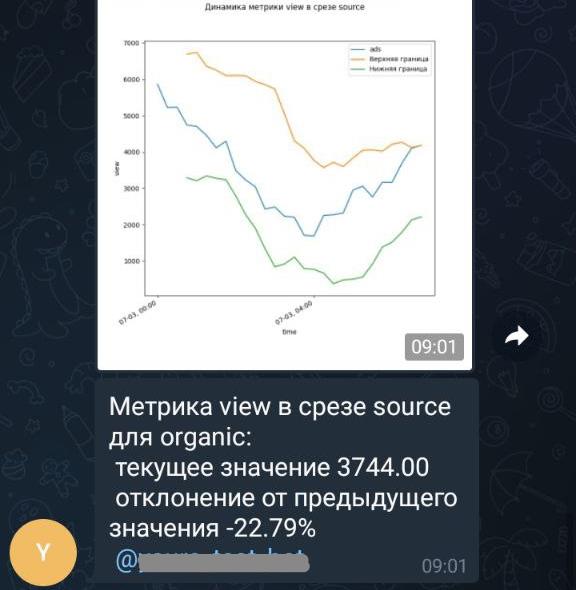 Динамика метрики view в срезе source
ads
Верхняя граница
Нижняя граница
7000
6000
5000
4000
3000
2000
1000
view
07-03, 00:00
07-03, 04:00
time
09:01
Метрика view в срезе source
для organic:
текущее значение 3744.00
отклонение от предыдущего
значения -22.79%
@
09:01
Y